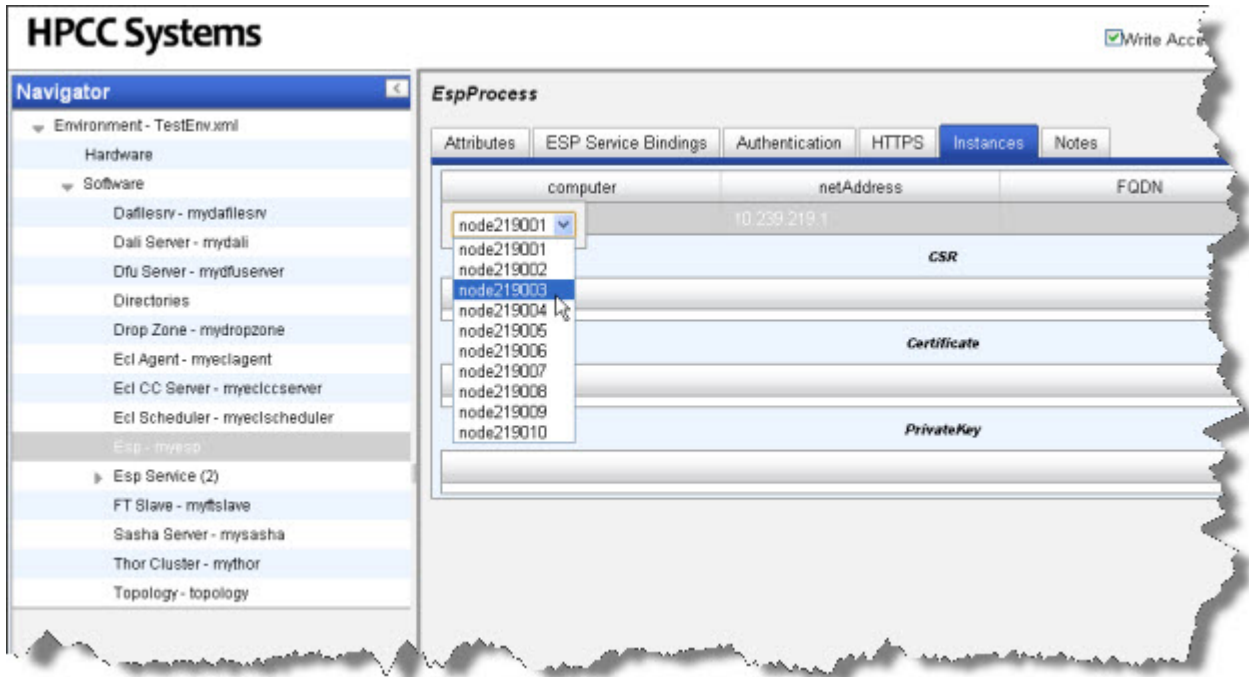 HPCC Systems
Write Acce
Navigator
Environment - TestEnv.xml
Hardware
Software
Dafilesrv - mydafilesrv
Dali Server - mydali
Dfu Server - mydfuserver
Directories
Drop Zone - mydropzone
Ecl Agent - myeclagent
Ecl CC Server - myeclccserver
Ecl Scheduler - myeclscheduler
Esp - myesp
Esp Service (2)
FT Slave - myftslave
Sasha Server - mysasha
Thor Cluster - mythor
Topology - topology
EspProcess
Attributes ESP Service Bindings Authentication HTTPS Instances Notes
computer netAddress FQDN
node219001 10.239.219.1
node219001
node219002
node219003
node219004
node219005
node219006
node219007
node219008
node219009
node219010
CSR
Certificate
PrivateKey